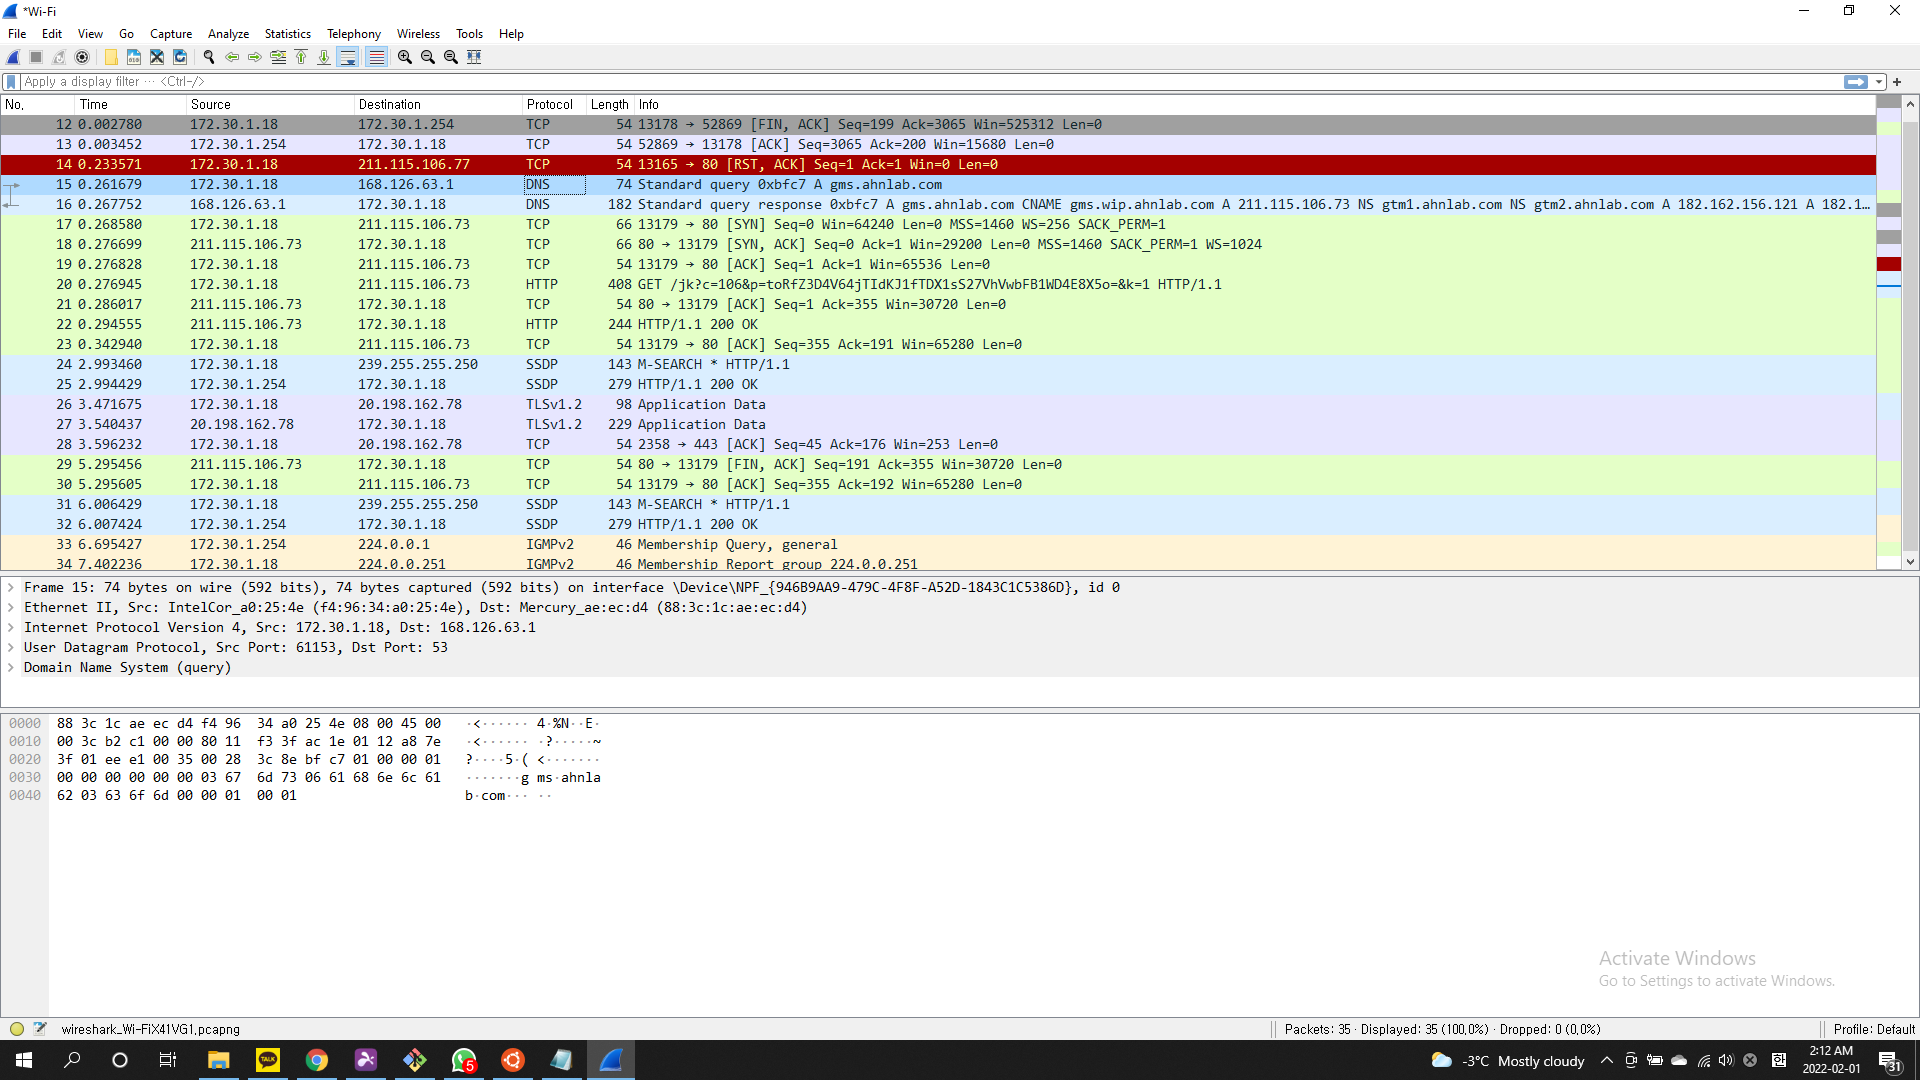 *Wi-Fi
File Edit View Go Capture Analyze Statistics Telephony Wireless Tools Help
Apply a display filter ··· <Ctrl-/>
No. Time Source Destination Protocol Length Info
12 0.002780 172.30.1.18 172.30.1.254 TCP 54 13178 → 52869 [FIN, ACK] Seq=199 Ack=3065 Win=525312 Len=0
13 0.003452 172.30.1.254 172.30.1.18 TCP 54 52869 → 13178 [ACK] Seq=3065 Ack=200 Win=15680 Len=0
14 0.233571 172.30.1.18 211.115.106.77 TCP 54 13165 → 80 [RST, ACK] Seq=1 Ack=1 Win=0 Len=0
15 0.261679 172.30.1.18 168.126.63.1 DNS 74 Standard query 0xbfc7 A gms.ahnlab.com
16 0.267752 168.126.63.1 172.30.1.18 DNS 182 Standard query response 0xbfc7 A gms.ahnlab.com CNAME gms.wip.ahnlab.com A 211.115.106.73 NS gtm1.ahnlab.com NS gtm2.ahnlab.com A 182.162.156.121 A 182.1…
17 0.268580 172.30.1.18 211.115.106.73 TCP 66 13179 → 80 [SYN] Seq=0 Win=64240 Len=0 MSS=1460 WS=256 SACK_PERM=1
18 0.276699 211.115.106.73 172.30.1.18 TCP 66 80 → 13179 [SYN, ACK] Seq=0 Ack=1 Win=29200 Len=0 MSS=1460 SACK_PERM=1 WS=1024
19 0.276828 172.30.1.18 211.115.106.73 TCP 54 13179 → 80 [ACK] Seq=1 Ack=1 Win=65536 Len=0
20 0.276945 172.30.1.18 211.115.106.73 HTTP 408 GET /jk?c=106&p=toRfZ3D4V64jTIdKJ1fTDX1sS27VhVwbFB1WD4E8X5o=&k=1 HTTP/1.1
21 0.286017 211.115.106.73 172.30.1.18 TCP 54 80 → 13179 [ACK] Seq=1 Ack=355 Win=30720 Len=0
22 0.294555 211.115.106.73 172.30.1.18 HTTP 244 HTTP/1.1 200 OK
23 0.342940 172.30.1.18 211.115.106.73 TCP 54 13179 → 80 [ACK] Seq=355 Ack=191 Win=65280 Len=0
24 2.993460 172.30.1.18 239.255.255.250 SSDP 143 M-SEARCH * HTTP/1.1
25 2.994429 172.30.1.254 172.30.1.18 SSDP 279 HTTP/1.1 200 OK
26 3.471675 172.30.1.18 20.198.162.78 TLSv1.2 98 Application Data
27 3.540437 20.198.162.78 172.30.1.18 TLSv1.2 229 Application Data
28 3.596232 172.30.1.18 20.198.162.78 TCP 54 2358 → 443 [ACK] Seq=45 Ack=176 Win=253 Len=0
29 5.295456 211.115.106.73 172.30.1.18 TCP 54 80 → 13179 [FIN, ACK] Seq=191 Ack=355 Win=30720 Len=0
30 5.295605 172.30.1.18 211.115.106.73 TCP 54 13179 → 80 [ACK] Seq=355 Ack=192 Win=65280 Len=0
31 6.006429 172.30.1.18 239.255.255.250 SSDP 143 M-SEARCH * HTTP/1.1
32 6.007424 172.30.1.254 172.30.1.18 SSDP 279 HTTP/1.1 200 OK
33 6.695427 172.30.1.254 224.0.0.1 IGMPv2 46 Membership Query, general
34 7.402236 172.30.1.18 224.0.0.251 IGMPv2 46 Membership Report group 224.0.0.251
Frame 15: 74 bytes on wire (592 bits), 74 bytes captured (592 bits) on interface \Device\NPF_{946B9AA9-479C-4F8F-A52D-1843C1C5386D}, id 0
Ethernet II, Src: IntelCor_a0:25:4e (f4:96:34:a0:25:4e), Dst: Mercury_ae:ec:d4 (88:3c:1c:ae:ec:d4)
Internet Protocol Version 4, Src: 172.30.1.18, Dst: 168.126.63.1
User Datagram Protocol, Src Port: 61153, Dst Port: 53
Domain Name System (query)
0000 88 3c 1c ae ec d4 f4 96 34 a0 25 4e 08 00 45 00 ·<······ 4·%N··E·
0010 00 3c b2 c1 00 00 80 11 f3 3f ac 1e 01 12 a8 7e ·<······ ·?·····~
0020 3f 01 ee e1 00 35 00 28 3c 8e bf c7 01 00 00 01 ?····5·( <·······
0030 00 00 00 00 00 00 03 67 6d 73 06 61 68 6e 6c 61 ·······g ms·ahnla
0040 62 03 63 6f 6d 00 00 01 00 01 b·com··· ··
Activate Windows
Go to Settings to activate Windows.
wireshark_Wi-FiX41VG1.pcapng Packets: 35 · Displayed: 35 (100,0%) · Dropped: 0 (0,0%) Profile: Default
TALK 5 -3°C Mostly cloudy 한 2:12 AM 31
2022-02-01